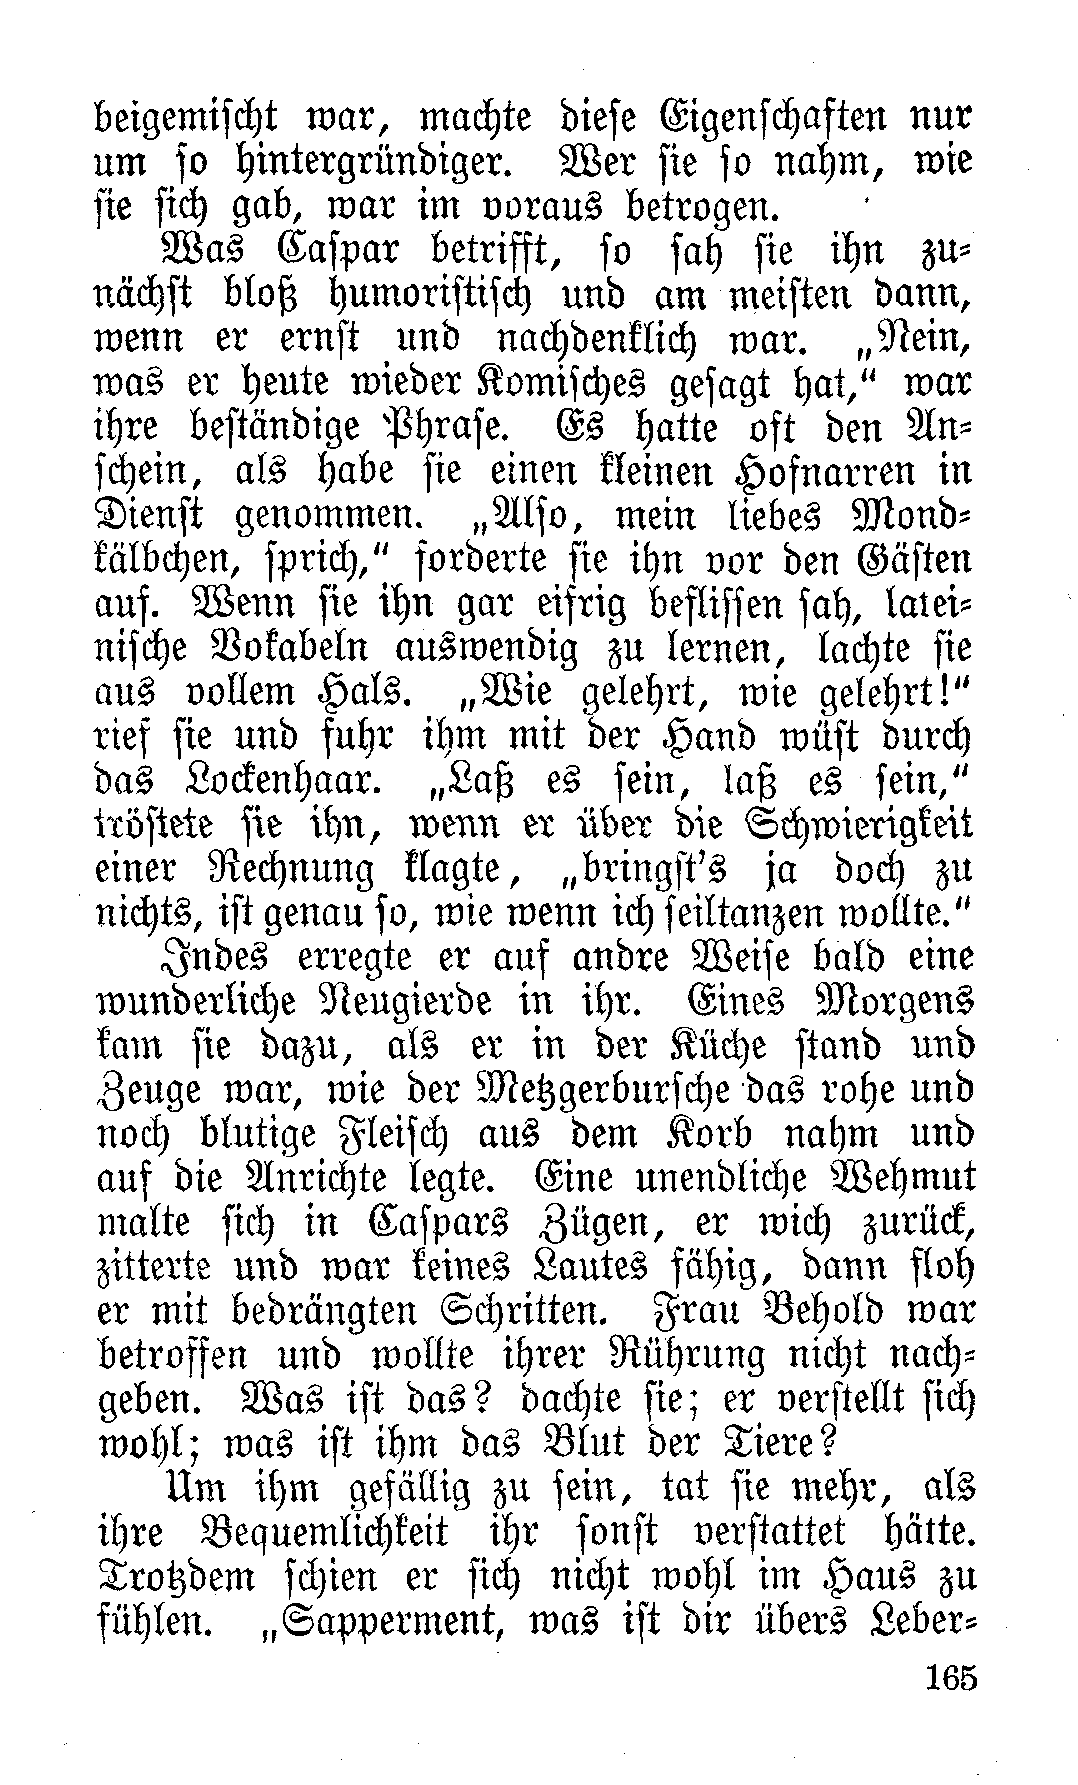 beigemischt war, machte diese Eigenschaften nur
um so hintergründiger. Wer sie so nahm, wie
sie sich gab, war im voraus betrogen.
Was Caspar betrifft, so sah sie ihn zu-
nächst bloß humoristisch und am meisten dann,
wenn er ernst und nachdenklich war. „Nein,
was er heute wieder Komisches gesagt hat,“ war
ihre beständige Phrase. Es hatte oft den An-
schein, als habe sie einen kleinen Hofnarren in
Dienst genommen. „Also, mein liebes Mond-
kälbchen, sprich,“ forderte sie ihn vor den Gästen
auf. Wenn sie ihn gar eifrig beflissen sah, latei-
nische Vokabeln auswendig zu lernen, lachte sie
aus vollem Hals. „Wie gelehrt, wie gelehrt!“
rief sie und fuhr ihm mit der Hand wüst durch
das Lockenhaar. „Laß es sein, laß es sein,“
tröstete sie ihn, wenn er über die Schwierigkeit
einer Rechnung klagte, „bringst's ja doch zu
nichts, ist genau so, wie wenn ich seiltanzen wollte.“
Indes erregte er auf andre Weise bald eine
wunderliche Neugierde in ihr. Eines Morgens
kam sie dazu, als er in der Küche stand und
Zeuge war, wie der Metzgerbursche das rohe und
noch blutige Fleisch aus dem Korb nahm und
auf die Anrichte legte. Eine unendliche Wehmut
malte sich in Caspars Zügen, er wich zurück,
zitterte und war keines Lautes fähig, dann floh
er mit bedrängten Schritten. Frau Behold war
betroffen und wollte ihrer Rührung nicht nach-
geben. Was ist das? dachte sie; er verstellt sich
wohl; was ist ihm das Blut der Tiere?
Um ihm gefällig zu sein, tat sie mehr, als
ihre Bequemlichkeit ihr sonst verstattet hätte.
Trotzdem schien er sich nicht wohl im Haus zu
fühlen. „Sapperment, was ist dir übers Leber-
165